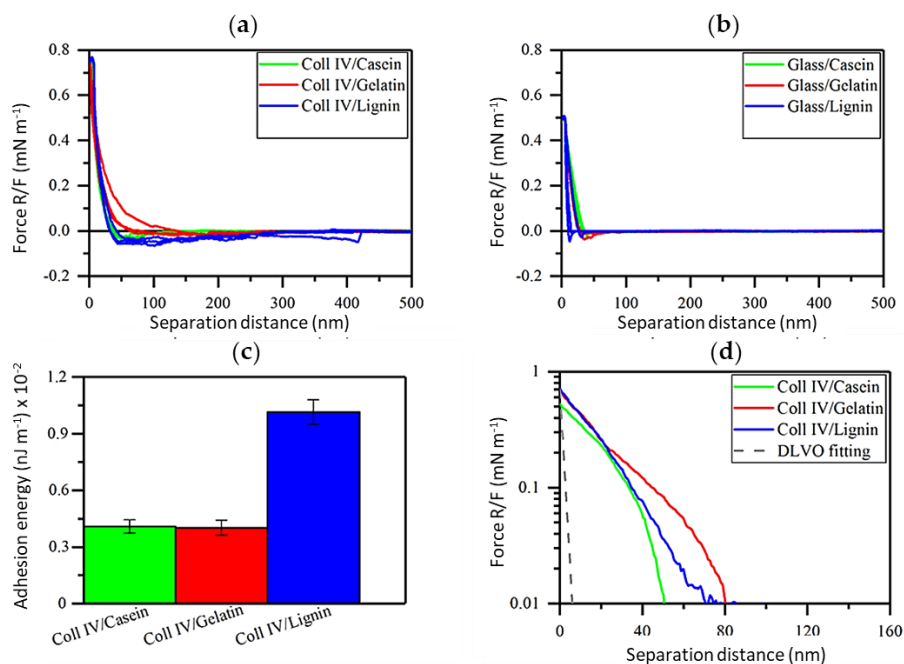 (a)
Force R/F (mN m⁻¹)
0.8
0.6
0.4
0.2
0.0
-0.2
Coll IV/Casein
Coll IV/Gelatin
Coll IV/Lignin
0
100
200
300
400
500
Separation distance (nm)
(b)
Force R/F (mN m⁻¹)
0.8
0.6
0.4
0.2
0.0
-0.2
Glass/Casein
Glass/Gelatin
Glass/Lignin
0
100
200
300
400
500
Separation distance (nm)
(c)
Adhesion energy (nJ m⁻¹) x 10⁻²
1.2
0.9
0.6
0.3
0
Coll IV/Casein
Coll IV/Gelatin
Coll IV/Lignin
(d)
Force R/F (mN m⁻¹)
1
0.1
0.01
Coll IV/Casein
Coll IV/Gelatin
Coll IV/Lignin
DLVO fitting
0
40
80
120
160
Separation distance (nm)